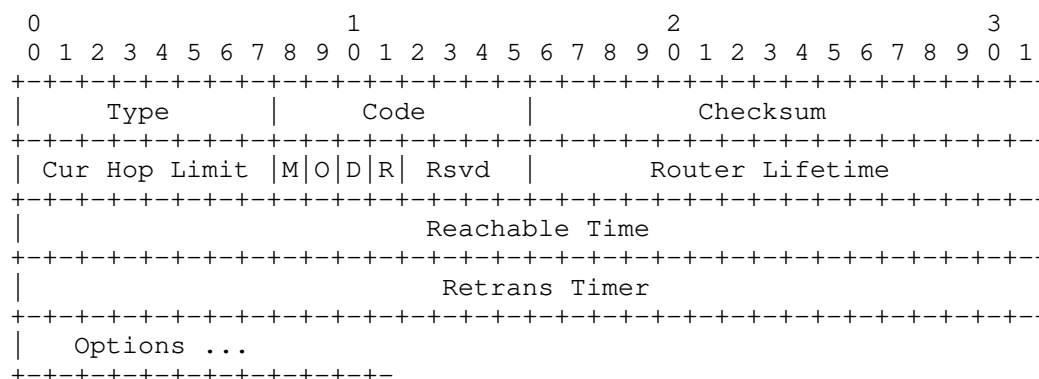 0                   1                   2                   3
 0 1 2 3 4 5 6 7 8 9 0 1 2 3 4 5 6 7 8 9 0 1 2 3 4 5 6 7 8 9 0 1
+-+-+-+-+-+-+-+-+-+-+-+-+-+-+-+-+-+-+-+-+-+-+-+-+-+-+-+-+-+-+-+-
|     Type      |     Code      |          Checksum
+-+-+-+-+-+-+-+-+-+-+-+-+-+-+-+-+-+-+-+-+-+-+-+-+-+-+-+-+-+-+-+-
| Cur Hop Limit |M|O|D|R| Rsvd  |       Router Lifetime
+-+-+-+-+-+-+-+-+-+-+-+-+-+-+-+-+-+-+-+-+-+-+-+-+-+-+-+-+-+-+-+-
|                         Reachable Time
+-+-+-+-+-+-+-+-+-+-+-+-+-+-+-+-+-+-+-+-+-+-+-+-+-+-+-+-+-+-+-+-
|                          Retrans Timer
+-+-+-+-+-+-+-+-+-+-+-+-+-+-+-+-+-+-+-+-+-+-+-+-+-+-+-+-+-+-+-+-
|   Options ...
+-+-+-+-+-+-+-+-+-+-+-+-